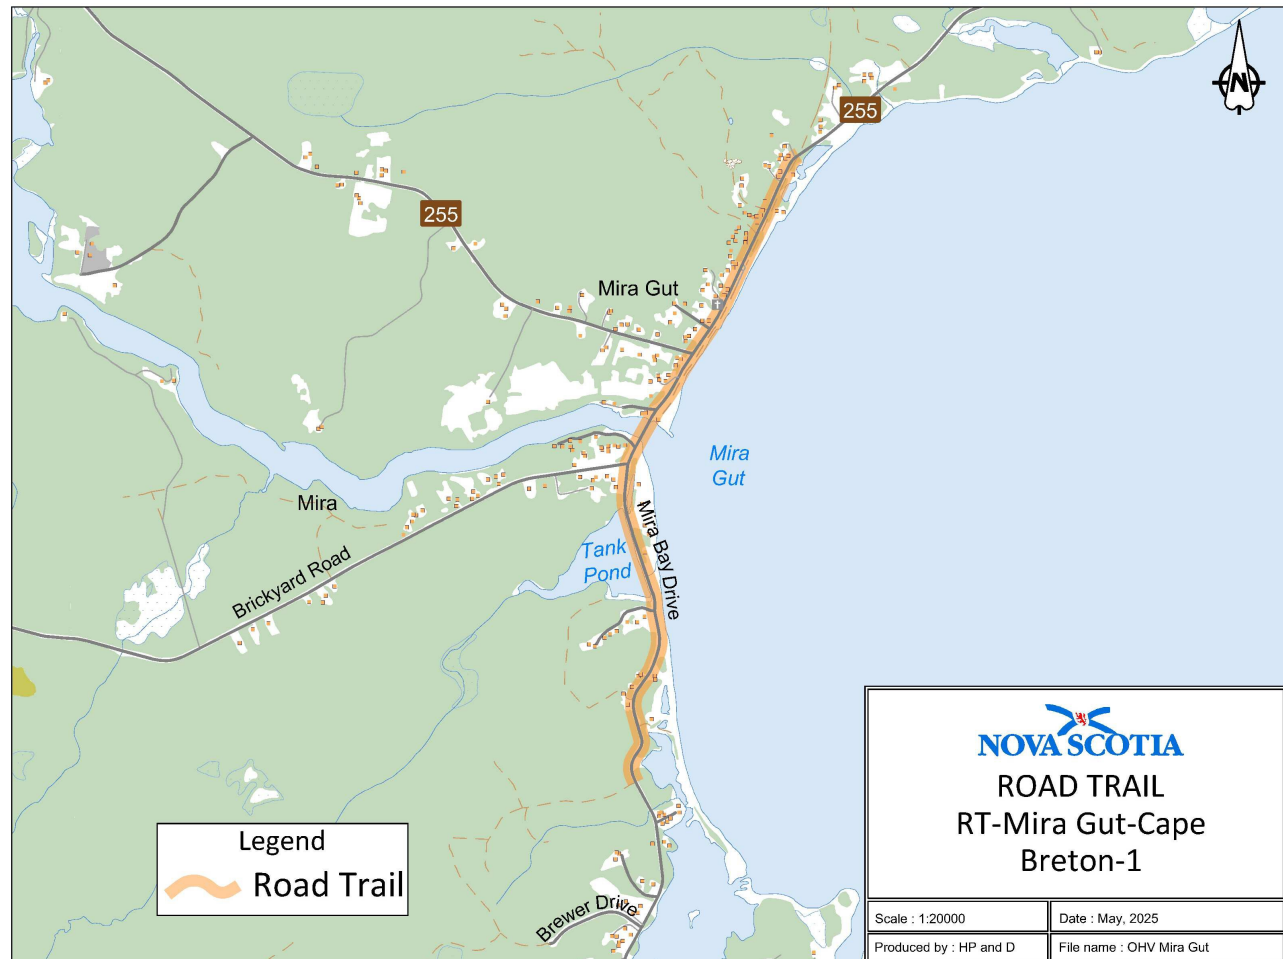 255
N
255
Mira Gut
Mira
Gut
Mira
Mira Bay Drive
Tank
Pond
Brickyard Road
Brewer Drive
Legend
Road Trail
NOVA SCOTIA
ROAD TRAIL
RT-Mira Gut-Cape
Breton-1
Scale : 1:20000
Date : May, 2025
Produced by : HP and D
File name : OHV Mira Gut